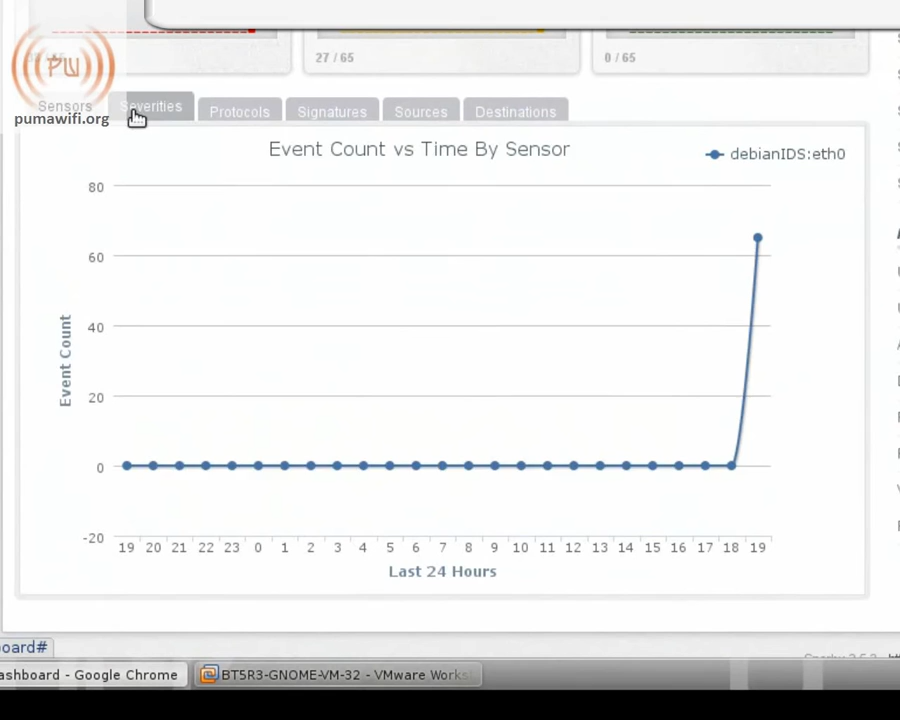 27 / 65
0 / 65
PW
pumawifi.org
Sensors
Severities
Protocols
Signatures
Sources
Destinations
Event Count vs Time By Sensor
debianIDS:eth0
80
60
40
20
0
-20
Event Count
19 20 21 22 23 0 1 2 3 4 5 6 7 8 9 10 11 12 13 14 15 16 17 18 19
Last 24 Hours
oard#
ashboard - Google Chrome
BT5R3-GNOME-VM-32 - VMware Works